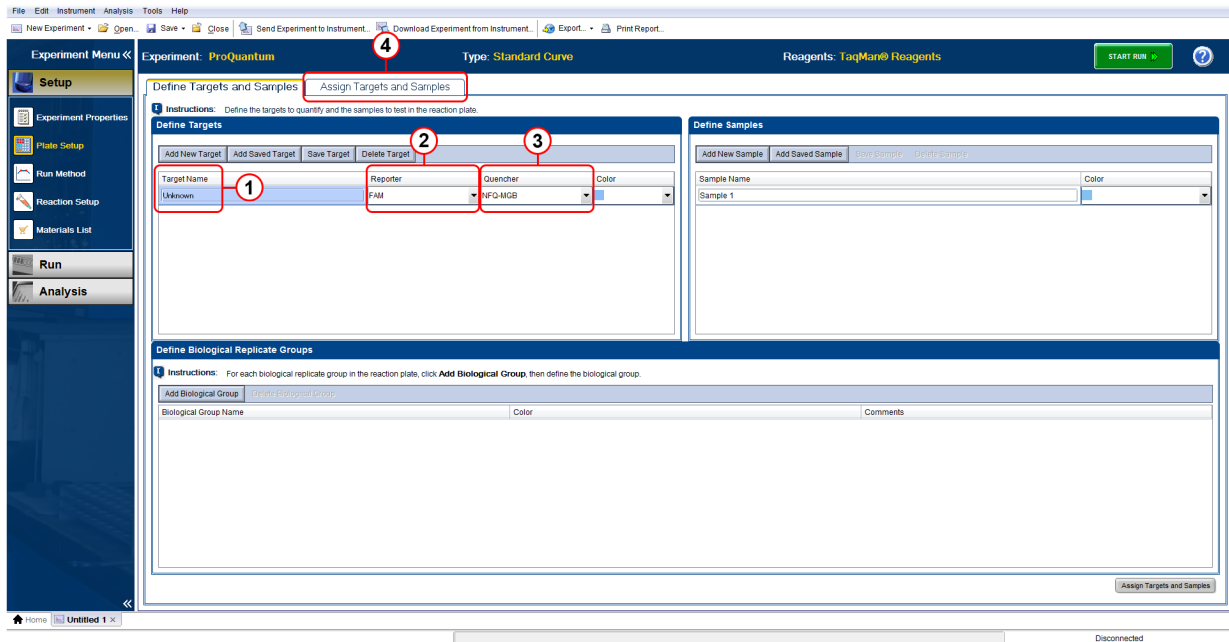 File Edit Instrument Analysis Tools Help
New Experiment Open... Save Close Send Experiment to Instrument... Download Experiment from Instrument... Export... Print Report...
Experiment Menu « Experiment: ProQuantum Type: Standard Curve Reagents: TaqMan® Reagents START RUN ?
4
Setup
Define Targets and Samples Assign Targets and Samples
Instructions: Define the targets to quantify and the samples to test in the reaction plate.
Experiment Properties
Define Targets Define Samples
2 3
Plate Setup
Add New Target Add Saved Target Save Target Delete Target Add New Sample Add Saved Sample Save Sample Delete Sample
Run Method
Target Name Reporter Quencher Color Sample Name Color
1
Unknown FAM NFQ-MGB Sample 1
Reaction Setup
Materials List
Run
Analysis
Define Biological Replicate Groups
Instructions: For each biological replicate group in the reaction plate, click Add Biological Group, then define the biological group.
Add Biological Group Delete Biological Group
Biological Group Name Color Comments
Assign Targets and Samples
«
Home Untitled 1 ×
Disconnected